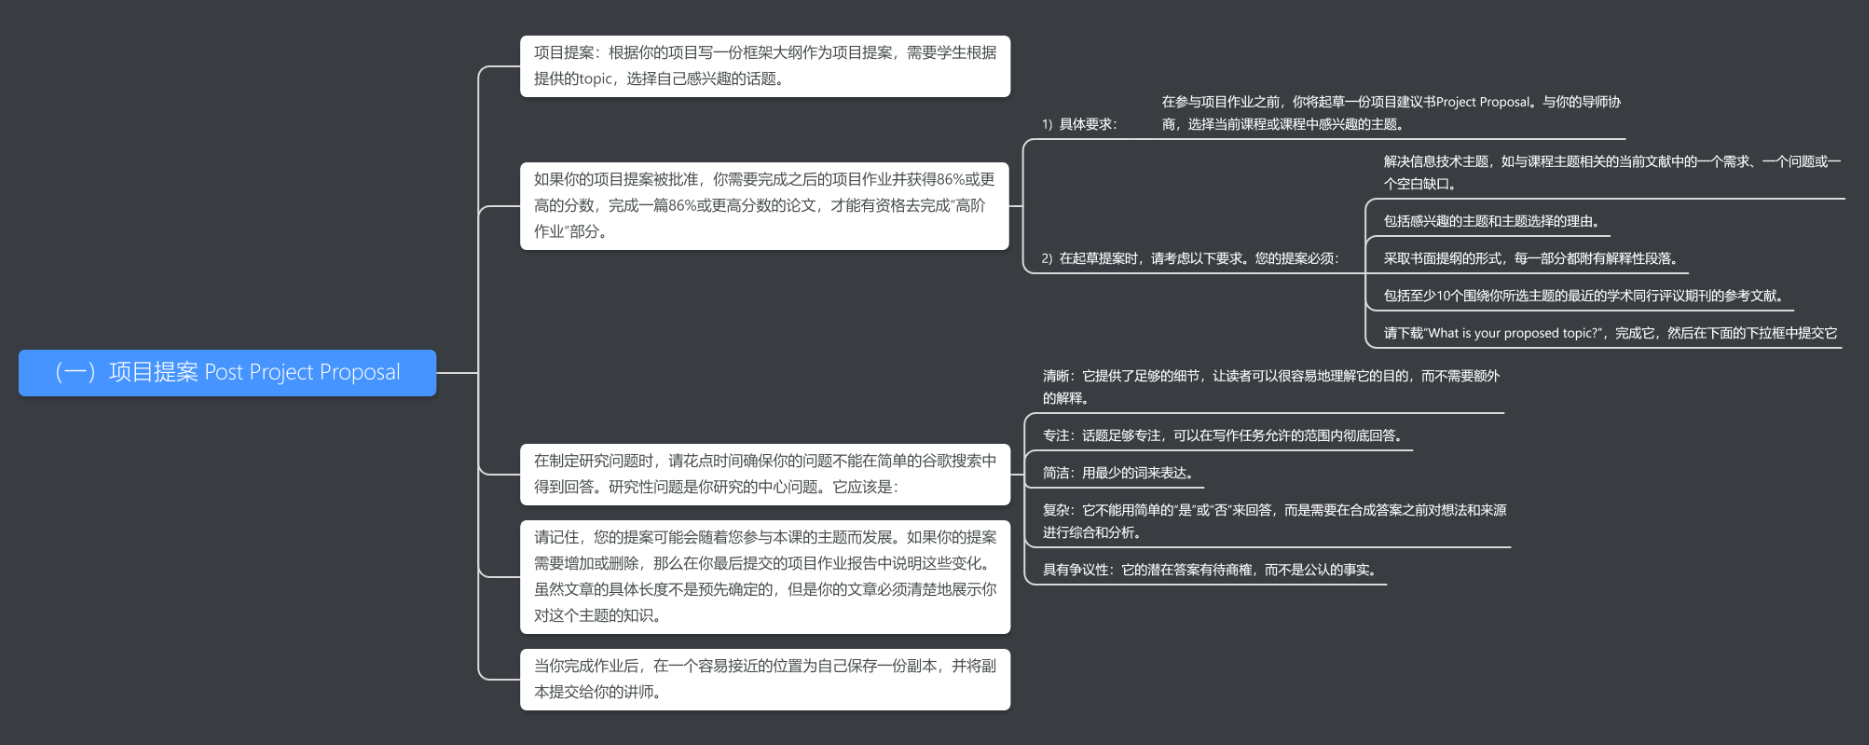 （一）项目提案 Post Project Proposal
项目提案：根据你的项目写一份框架大纲作为项目提案，需要学生根据
提供的topic，选择自己感兴趣的话题。
如果你的项目提案被批准，你需要完成之后的项目作业并获得86%或更
高的分数，完成一篇86%或更高分数的论文，才能有资格去完成“高阶
作业”部分。
1）具体要求：
在参与项目作业之前，你将起草一份项目建议书Project Proposal。与你的导师协
商，选择当前课程或课程中感兴趣的主题。
2）在起草提案时，请考虑以下要求。您的提案必须：
解决信息技术主题，如与课程主题相关的当前文献中的一个需求、一个问题或一
个空白缺口。
包括感兴趣的主题和主题选择的理由。
采取书面提纲的形式，每一部分都附有解释性段落。
包括至少10个围绕你所选主题的最近的学术同行评议期刊的参考文献。
请下载“What is your proposed topic?”，完成它，然后在下面的下拉框中提交它
在制定研究问题时，请花点时间确保你的问题不能在简单的谷歌搜索中
得到回答。研究性问题是你研究的中心问题。它应该是：
清晰：它提供了足够的细节，让读者可以很容易地理解它的目的，而不需要额外
的解释。
专注：话题足够专注，可以在写作任务允许的范围内彻底回答。
简洁：用最少的词来表达。
复杂：它不能用简单的“是”或“否”来回答，而是需要在合成答案之前对想法和来源
进行综合和分析。
具有争议性：它的潜在答案有待商榷，而不是公认的事实。
请记住，您的提案可能会随着您参与本课的主题而发展。如果你的提案
需要增加或删除，那么在你最后提交的项目作业报告中说明这些变化。
虽然文章的具体长度不是预先确定的，但是你的文章必须清楚地展示你
对这个主题的知识。
当你完成作业后，在一个容易接近的位置为自己保存一份副本，并将副
本提交给你的讲师。